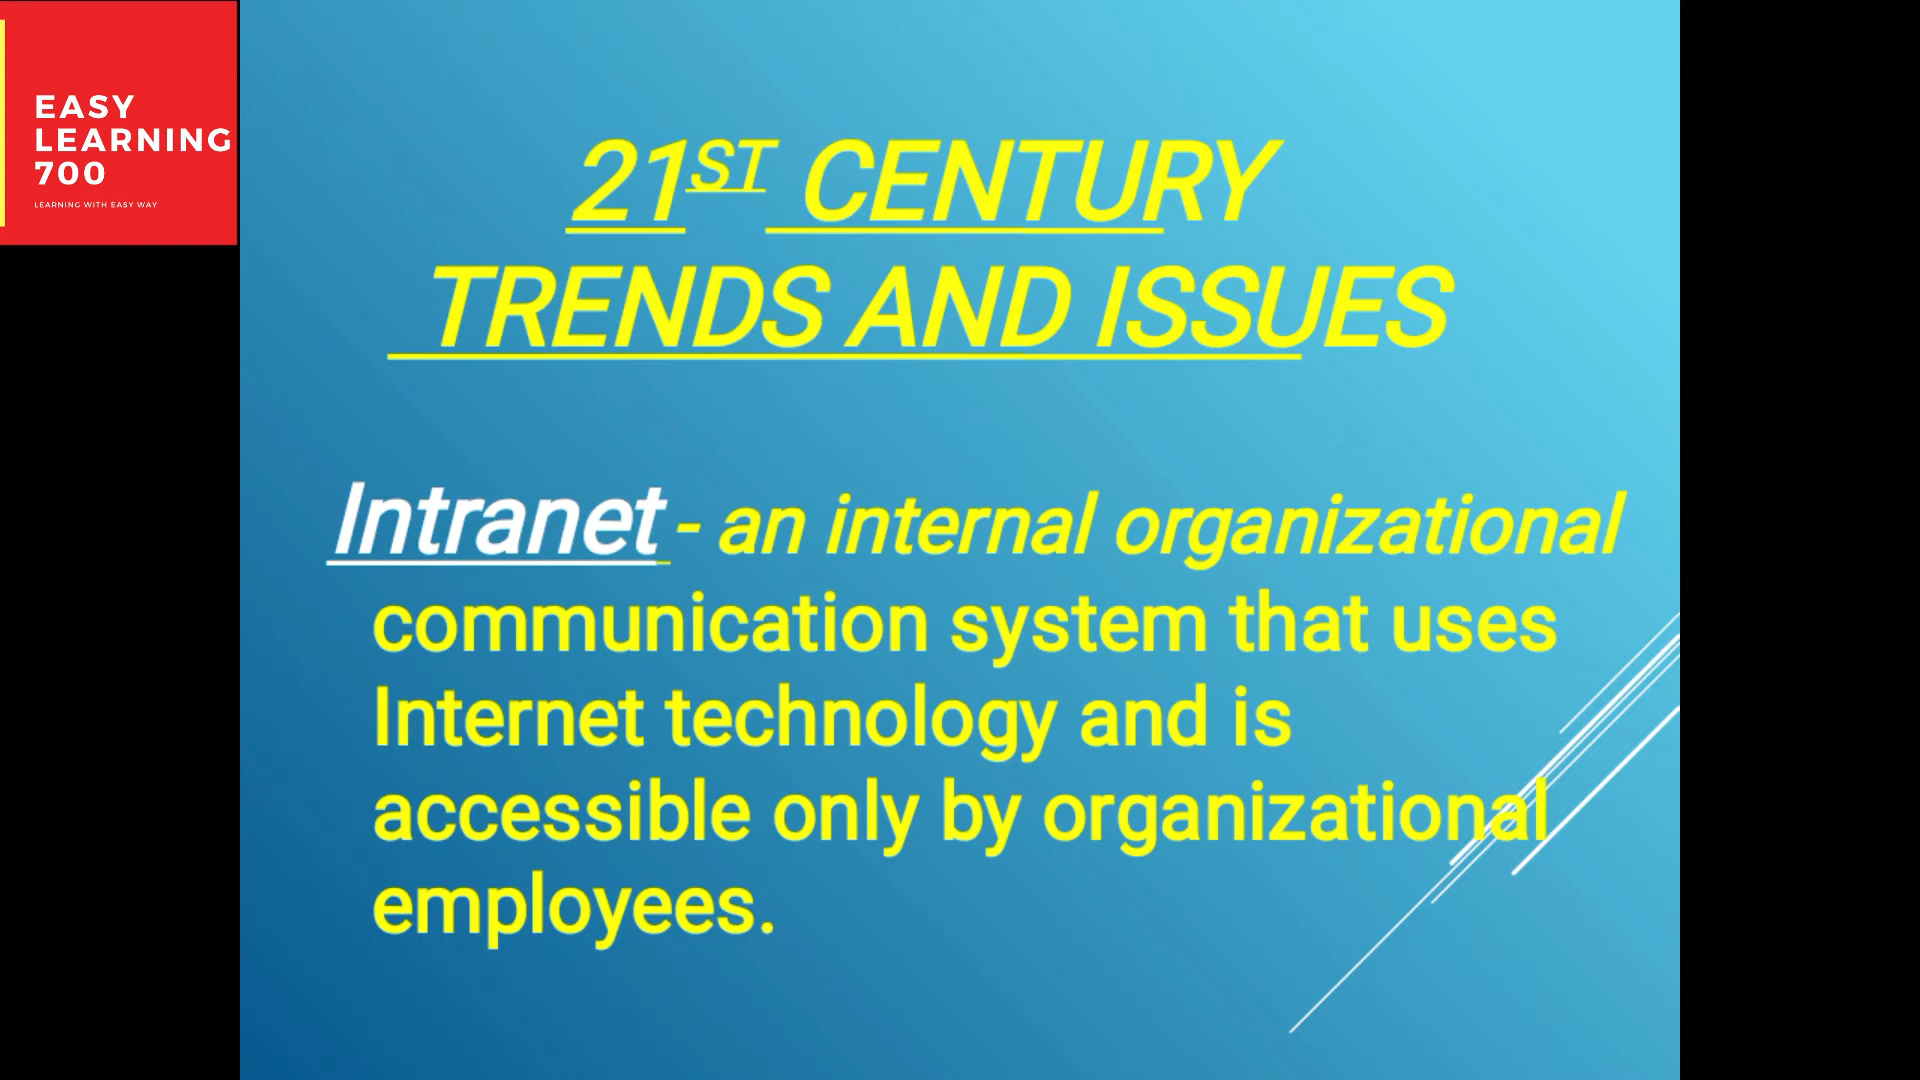 EASY
LEARNING
700
LEARNING WITH EASY WAY
21ST CENTURY
TRENDS AND ISSUES
Intranet - an internal organizational
communication system that uses
Internet technology and is
accessible only by organizational
employees.